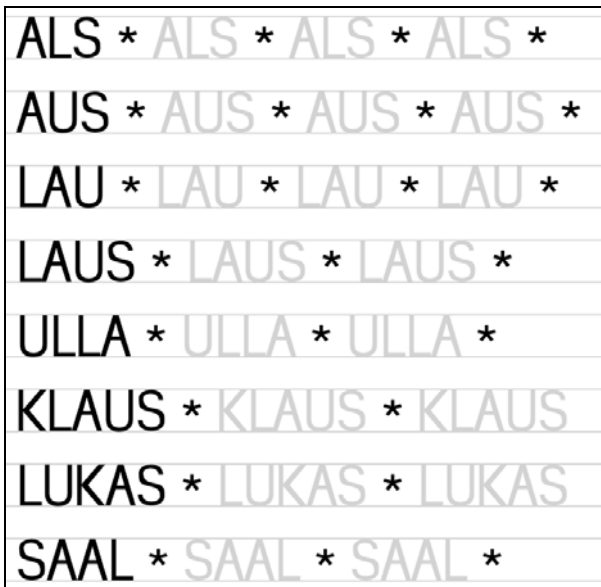 ALS * ALS * ALS * ALS *
AUS * AUS * AUS * AUS *
LAU * LAU * LAU * LAU *
LAUS * LAUS * LAUS *
ULLA * ULLA * ULLA *
KLAUS * KLAUS * KLAUS
LUKAS * LUKAS * LUKAS
SAAL * SAAL * SAAL *